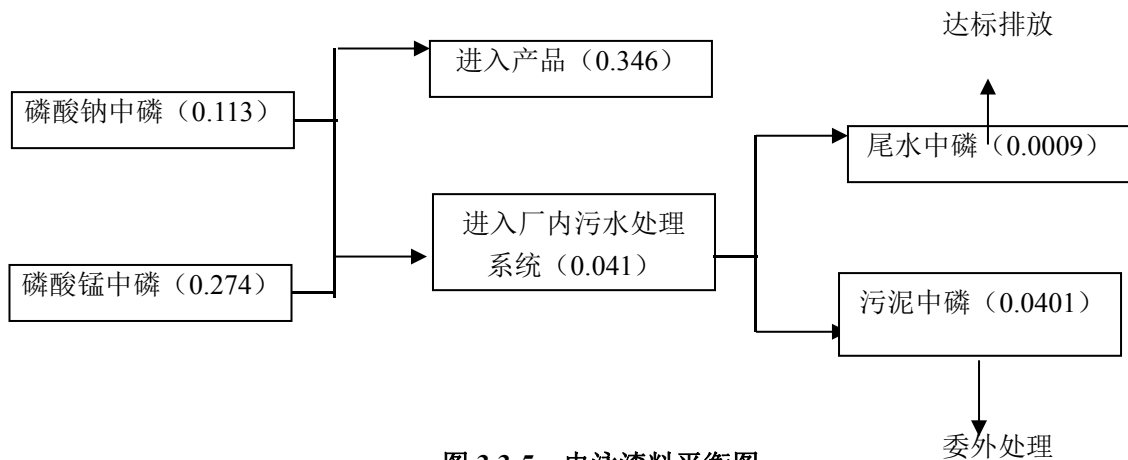 达标排放
进入产品（0.346）
磷酸钠中磷（0.113）
尾水中磷（0.0009）
进入厂内污水处理
系统（0.041）
磷酸锰中磷（0.274）
污泥中磷（0.0401）
委外处理